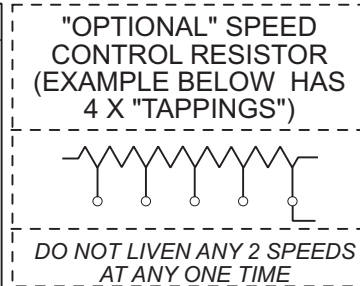 "OPTIONAL" SPEED
CONTROL RESISTOR
(EXAMPLE BELOW HAS
4 X "TAPPINGS")
DO NOT LIVEN ANY 2 SPEEDS
AT ANY ONE TIME